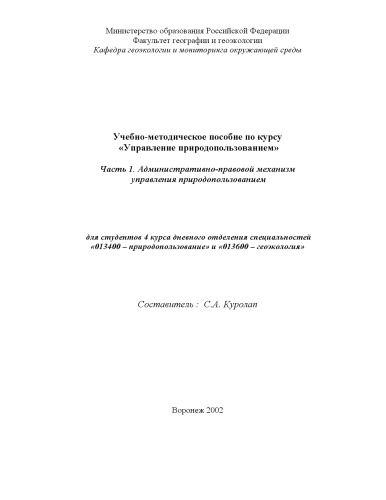 Министерство образования Российской Федерации
Факультет географии и геоэкологии
Кафедра геоэкологии и мониторинга окружающей среды
Учебно-методическое пособие по курсу
«Управление природопользованием»
Часть 1. Административно-правовой механизм
управления природопользованием
для студентов 4 курса дневного отделения специальностей
«013400 – природопользование» и «013600 – геоэкология»
Составитель : С.А. Куролап
Воронеж 2002